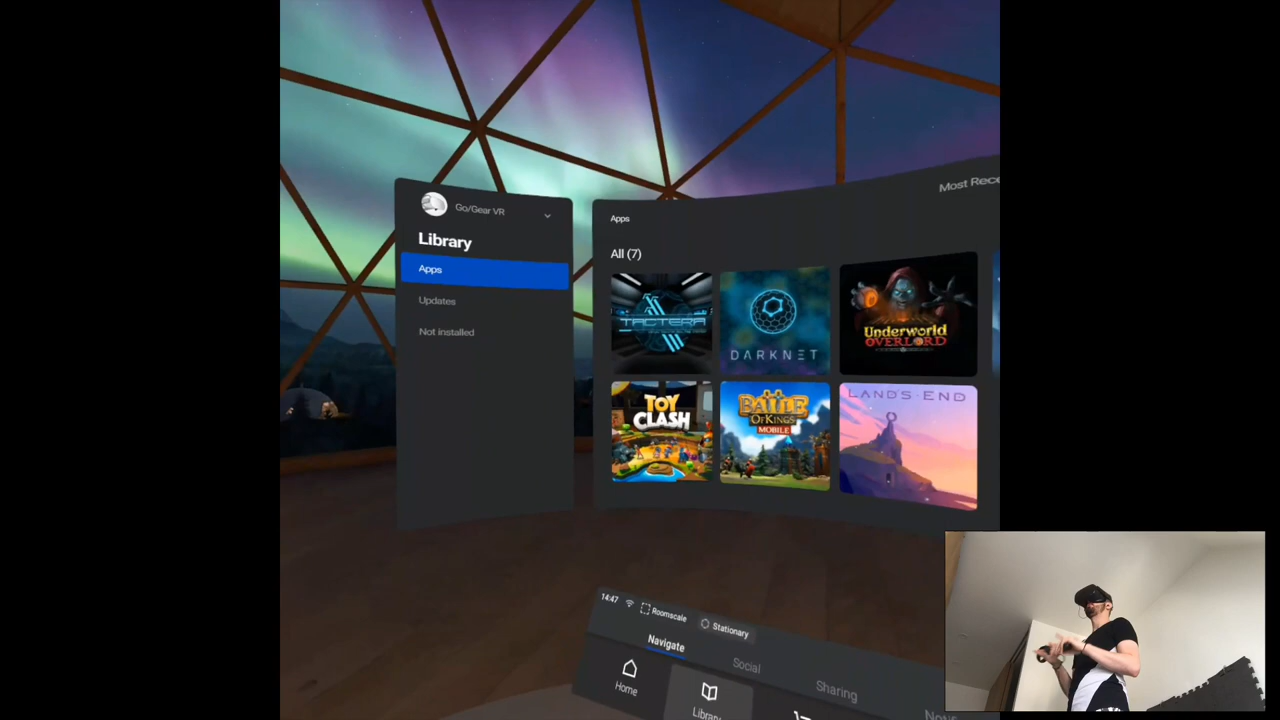 Most Rece
Go/Gear VR
Library
Apps
Updates
Not installed
Apps
All (7)
TACTERA
DARKNET
Underworld
OVERLORD
TOY
CLASH
BATTLE
OF KINGS
MOBILE
LANDS·END
14:47
Roomscale
Stationary
Navigate
Social
Sharing
Home
Library